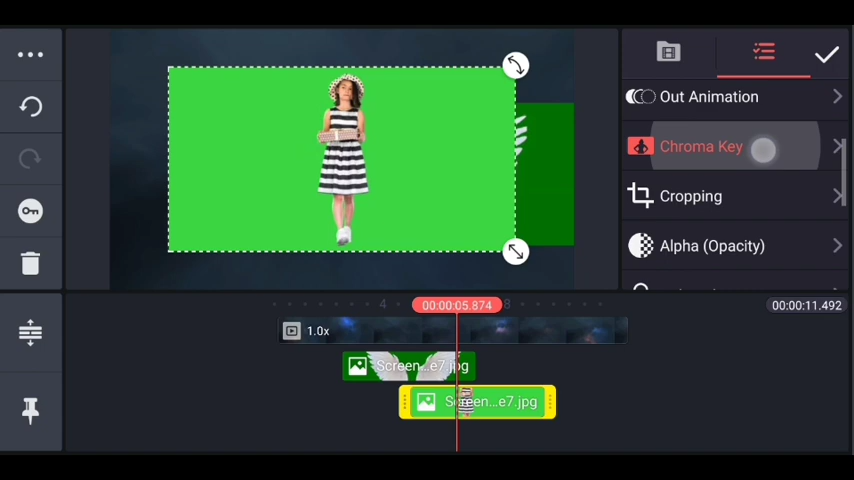 Out Animation
Chroma Key
Cropping
Alpha (Opacity)
4
00:00:05.874
8
00:00:11.492
1.0x
Screen...e7.jpg
Screen...e7.jpg